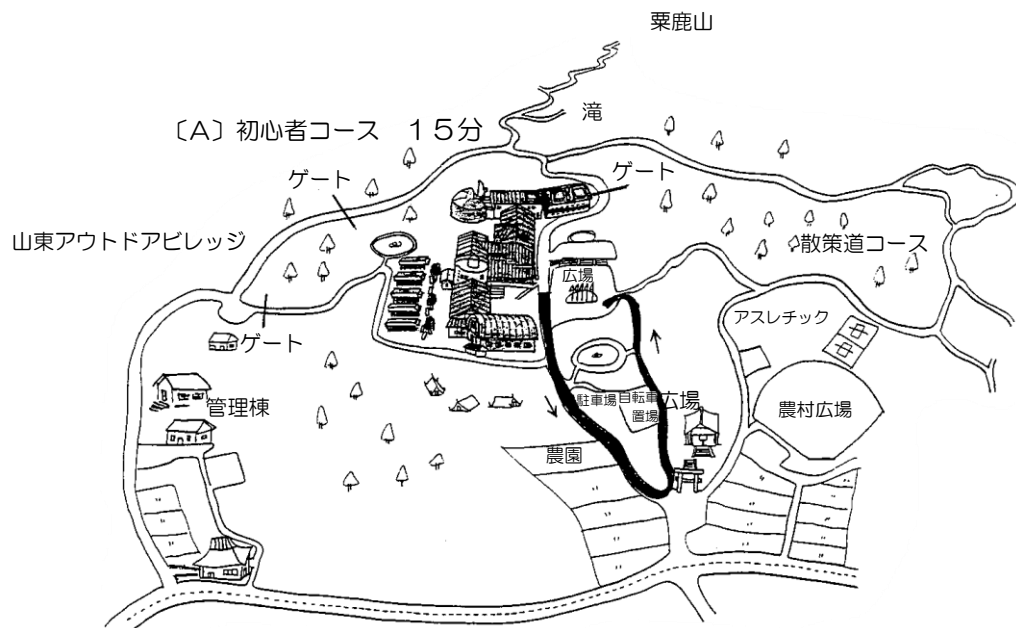 粟鹿山
滝
〔A〕初心者コース　１５分
ゲート
ゲート
山東アウトドアビレッジ
散策道コース
広場
アスレチック
ゲート
駐車場
自転車
置場
広場
管理棟
農村広場
農園